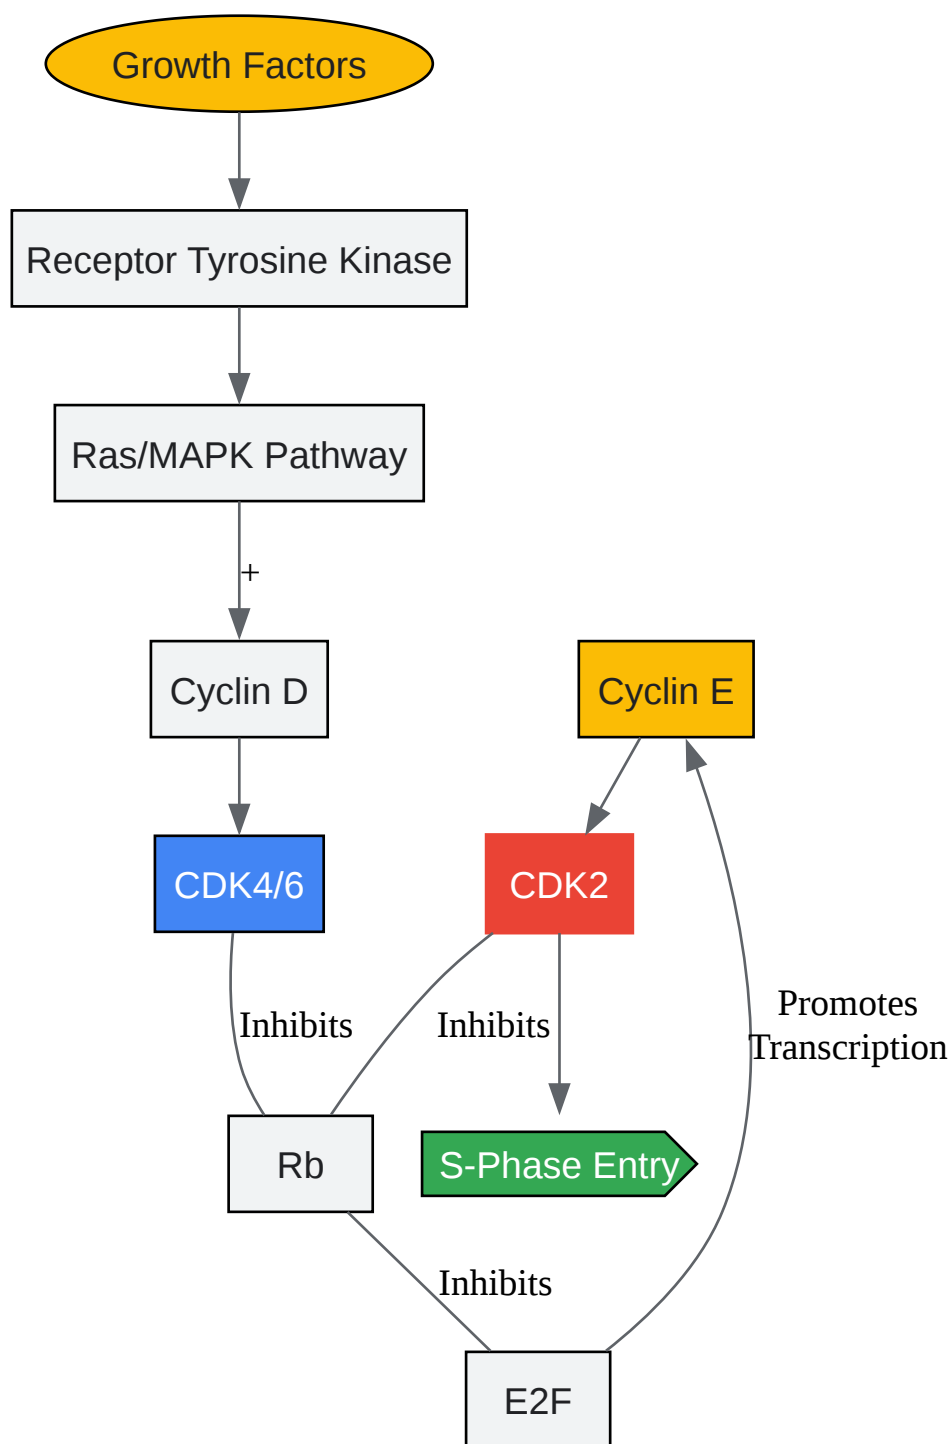 Growth Factors
Receptor Tyrosine Kinase
Ras/MAPK Pathway
+
Cyclin D
Cyclin E
CDK4/6
CDK2
Inhibits
Inhibits
Promotes
Transcription
Rb
S-Phase Entry
Inhibits
E2F